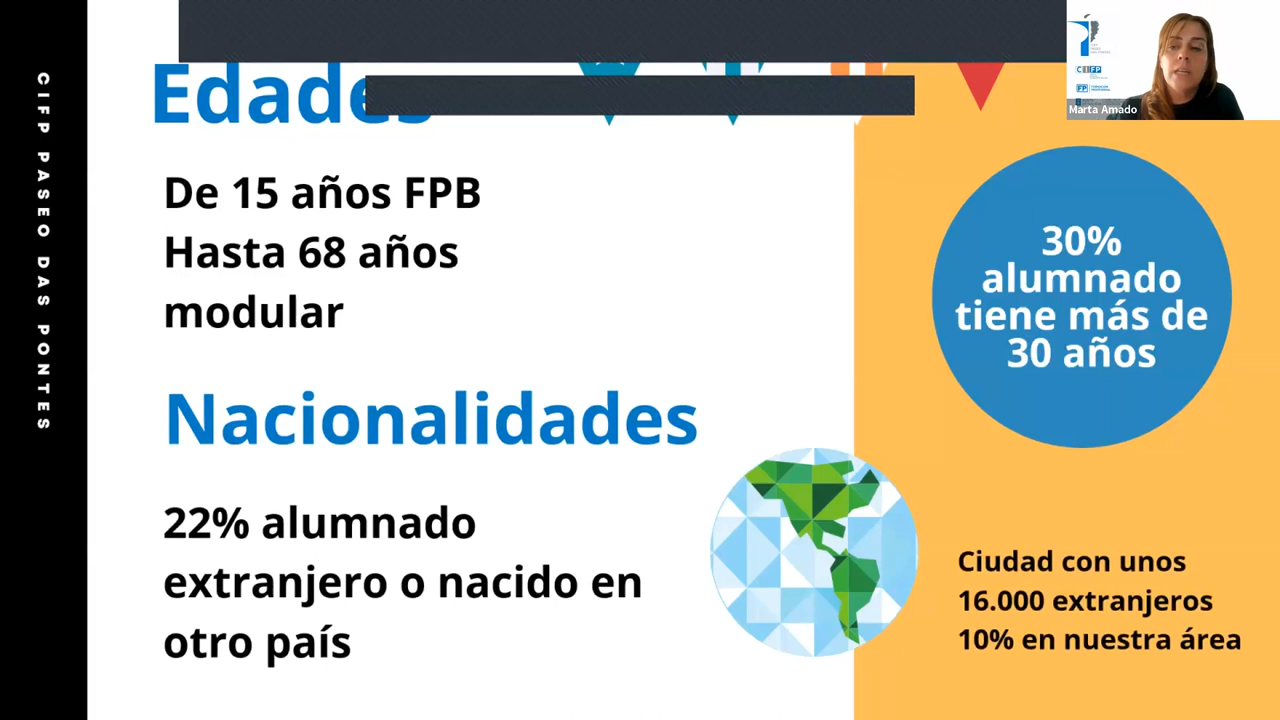 CIFP PASEO DAS PONTES
Edades
De 15 años FPB
Hasta 68 años
modular
Nacionalidades
22% alumnado
extranjero o nacido en
otro país
30%
alumnado
tiene más de
30 años
Ciudad con unos
16.000 extranjeros
10% en nuestra área
CIFP
FP
Marta Amado